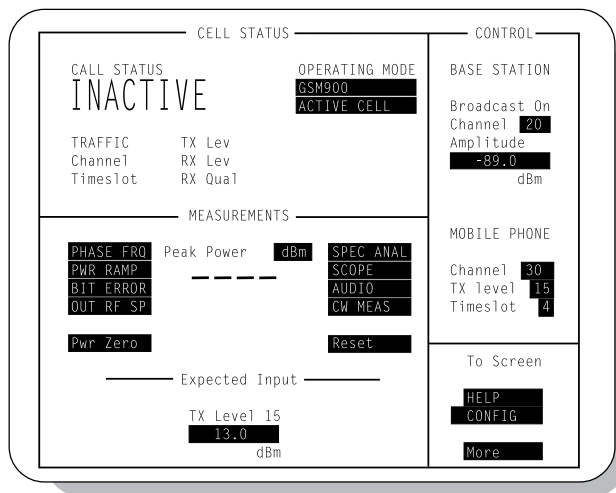 CELL STATUS
CALL STATUS
INACTIVE
OPERATING MODE
GSM900
ACTIVE CELL
TRAFFIC TX Lev
Channel RX Lev
Timeslot RX Qual
MEASUREMENTS
PHASE FRQ
PWR RAMP
BIT ERROR
OUT RF SP
Pwr Zero
Peak Power dBm
– – – –
SPEC ANAL
SCOPE
AUDIO
CW MEAS
Reset
Expected Input
TX Level 15
13.0
dBm
CONTROL
BASE STATION
Broadcast On
Channel 20
Amplitude
-89.0
dBm
MOBILE PHONE
Channel 30
TX level 15
Timeslot 4
To Screen
HELP
CONFIG
More